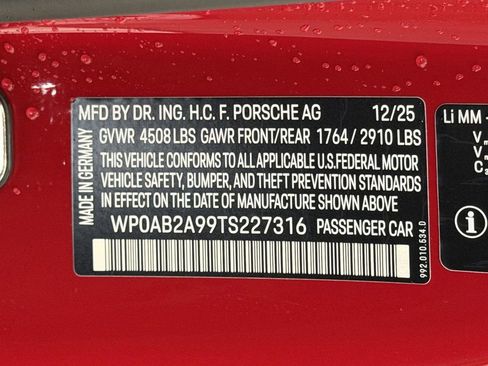 MFD BY DR. ING. H.C. F. PORSCHE AG 12/25
GVWR 4508 LBS GAWR FRONT/REAR 1764 / 2910 LBS
THIS VEHICLE CONFORMS TO ALL APPLICABLE U.S.FEDERAL MOTOR
VEHICLE SAFETY, BUMPER, AND THEFT PREVENTION STANDARDS
IN EFFECT ON THE DATE OF MANUFACTURE SHOWN ABOVE
WP0AB2A99TS227316 PASSENGER CAR
MADE IN GERMANY
992.010.534.D
Li MM -
V
V
C
i